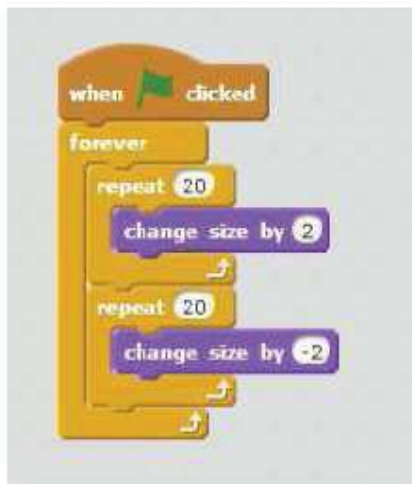 when clicked
forever
repeat 20
change size by 2
repeat 20
change size by -2